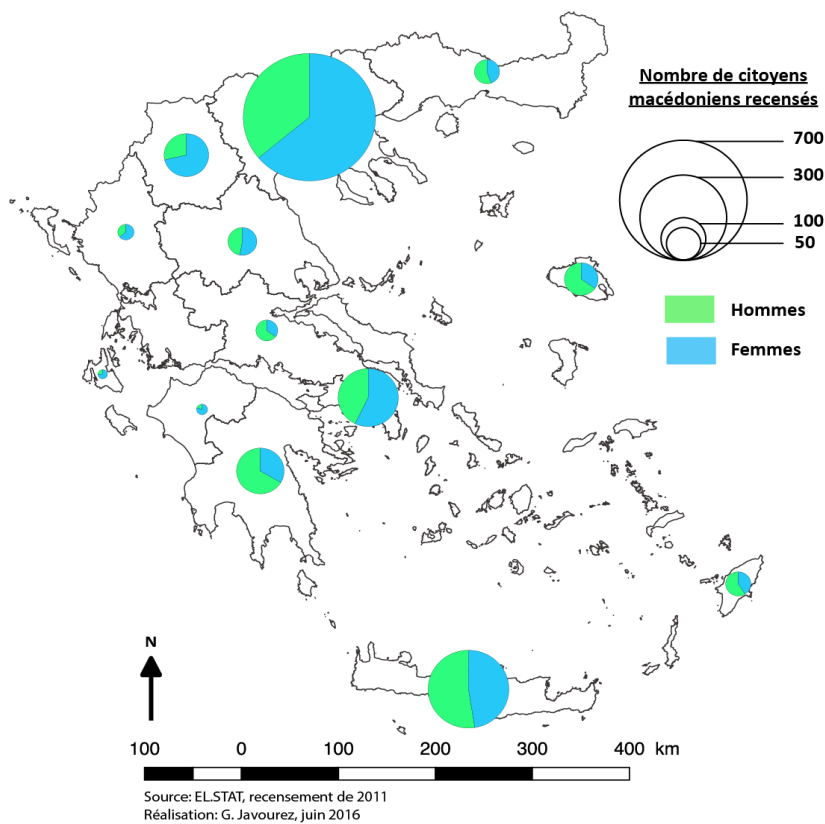 Nombre de citoyens
macédoniens recensés
700
300
100
50
Hommes
Femmes
N
100 0 100 200 300 400 km
Source: EL.STAT, recensement de 2011
Réalisation: G. Javourez, juin 2016